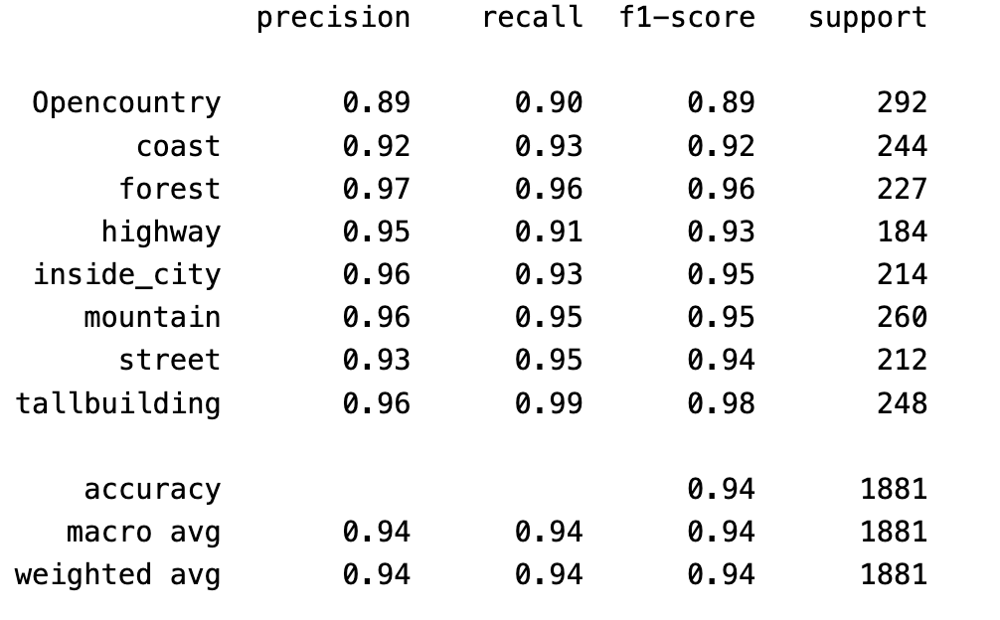 precision recall f1-score support
Opencountry 0.89 0.90 0.89 292
coast 0.92 0.93 0.92 244
forest 0.97 0.96 0.96 227
highway 0.95 0.91 0.93 184
inside_city 0.96 0.93 0.95 214
mountain 0.96 0.95 0.95 260
street 0.93 0.95 0.94 212
tallbuilding 0.96 0.99 0.98 248
accuracy 0.94 1881
macro avg 0.94 0.94 0.94 1881
weighted avg 0.94 0.94 0.94 1881